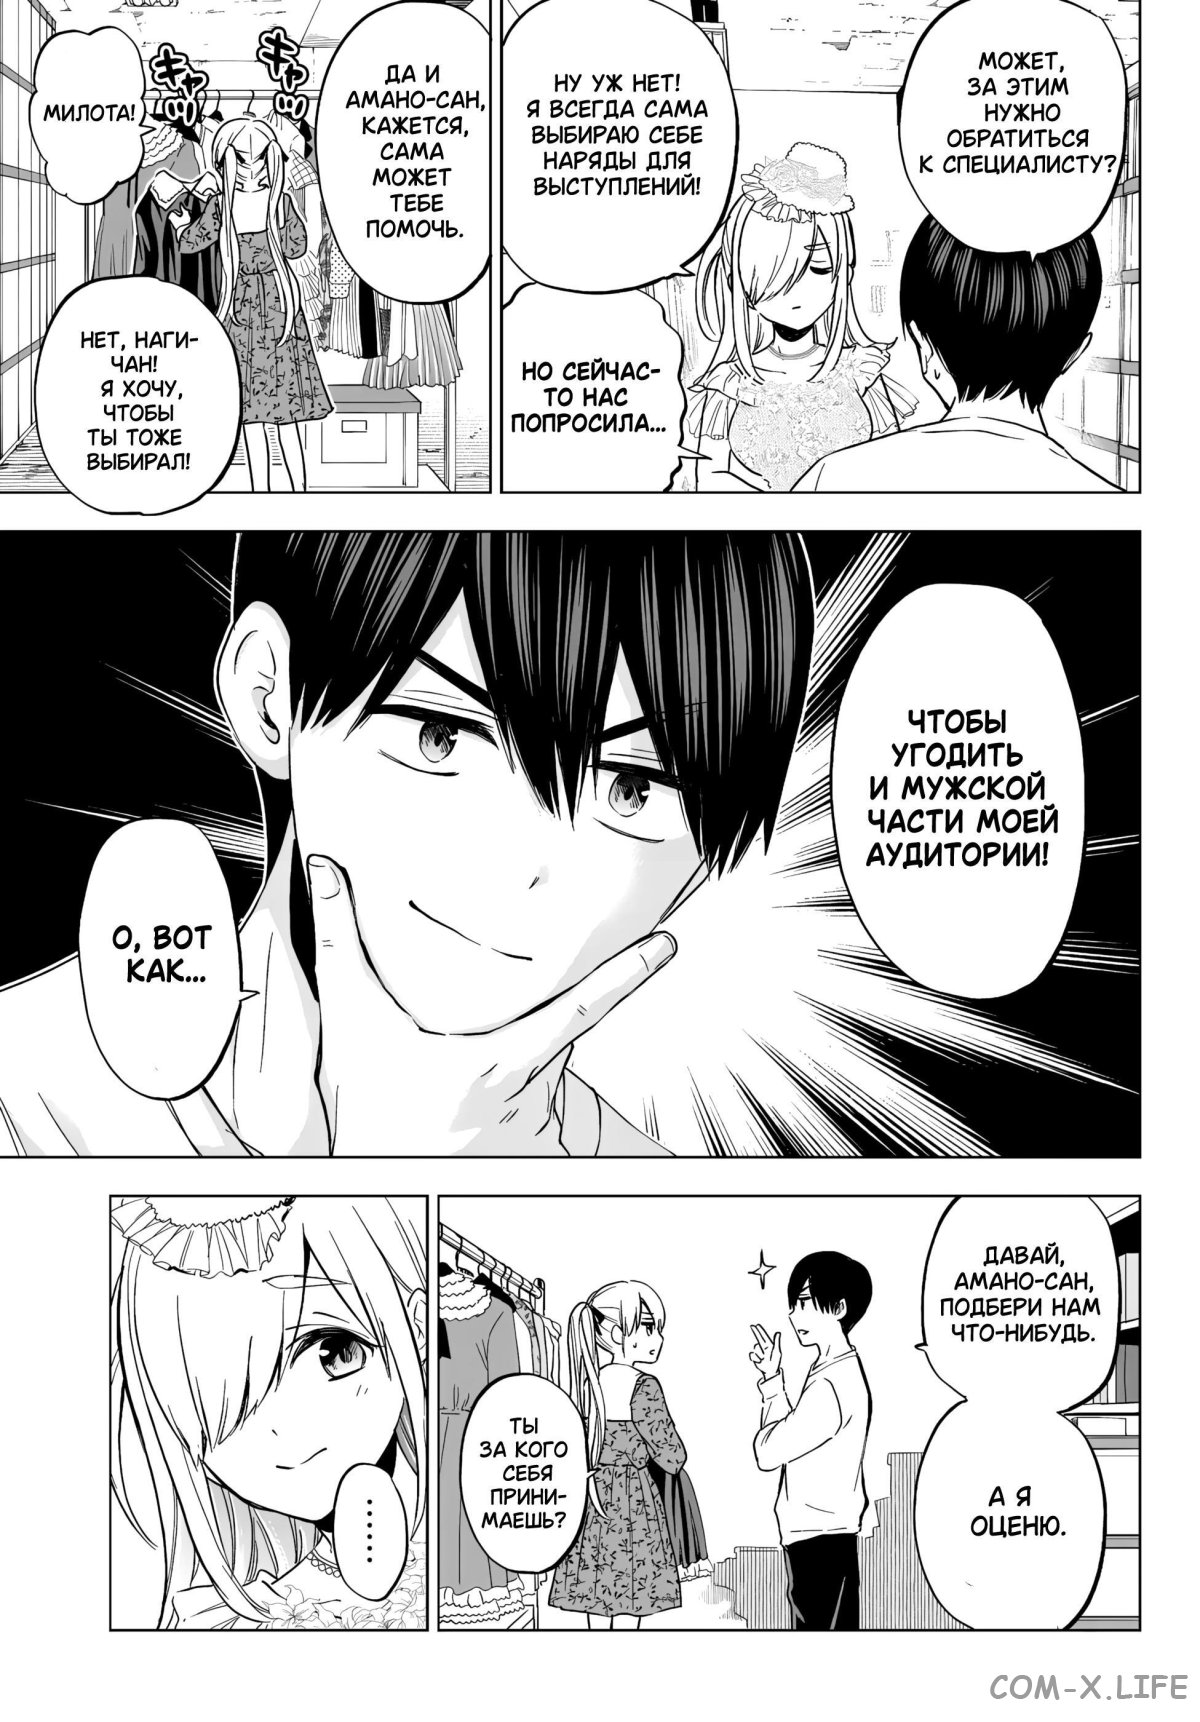 МОЖЕТ,
ЗА ЭТИМ
НУЖНО
ОБРАТИТЬСЯ
К СПЕЦИАЛИСТУ?
НУ УЖ НЕТ!
Я ВСЕГДА САМА
ВЫБИРАЮ СЕБЕ
НАРЯДЫ ДЛЯ
ВЫСТУПЛЕНИЙ!
НО СЕЙЧАС-
ТО НАС
ПОПРОСИЛА...
ДА И
АМАНО-САН,
КАЖЕТСЯ,
САМА
МОЖЕТ
ТЕБЕ
ПОМОЧЬ.
キャッ
キャッ
МИЛОТА!
НЕТ, НАГИ-
ЧАН!
Я ХОЧУ,
ЧТОБЫ
ТЫ ТОЖЕ
ВЫБИРАЛ!
ЧТОБЫ
УГОДИТЬ
И МУЖСКОЙ
ЧАСТИ МОЕЙ
АУДИТОРИИ!
О, ВОТ
КАК...
ДАВАЙ,
АМАНО-САН,
ПОДБЕРИ НАМ
ЧТО-НИБУДЬ.
А Я
ОЦЕНЮ.
ТЫ
ЗА КОГО
СЕБЯ
ПРИНИ-
МАЕШЬ?
......
COM-X.LIFE